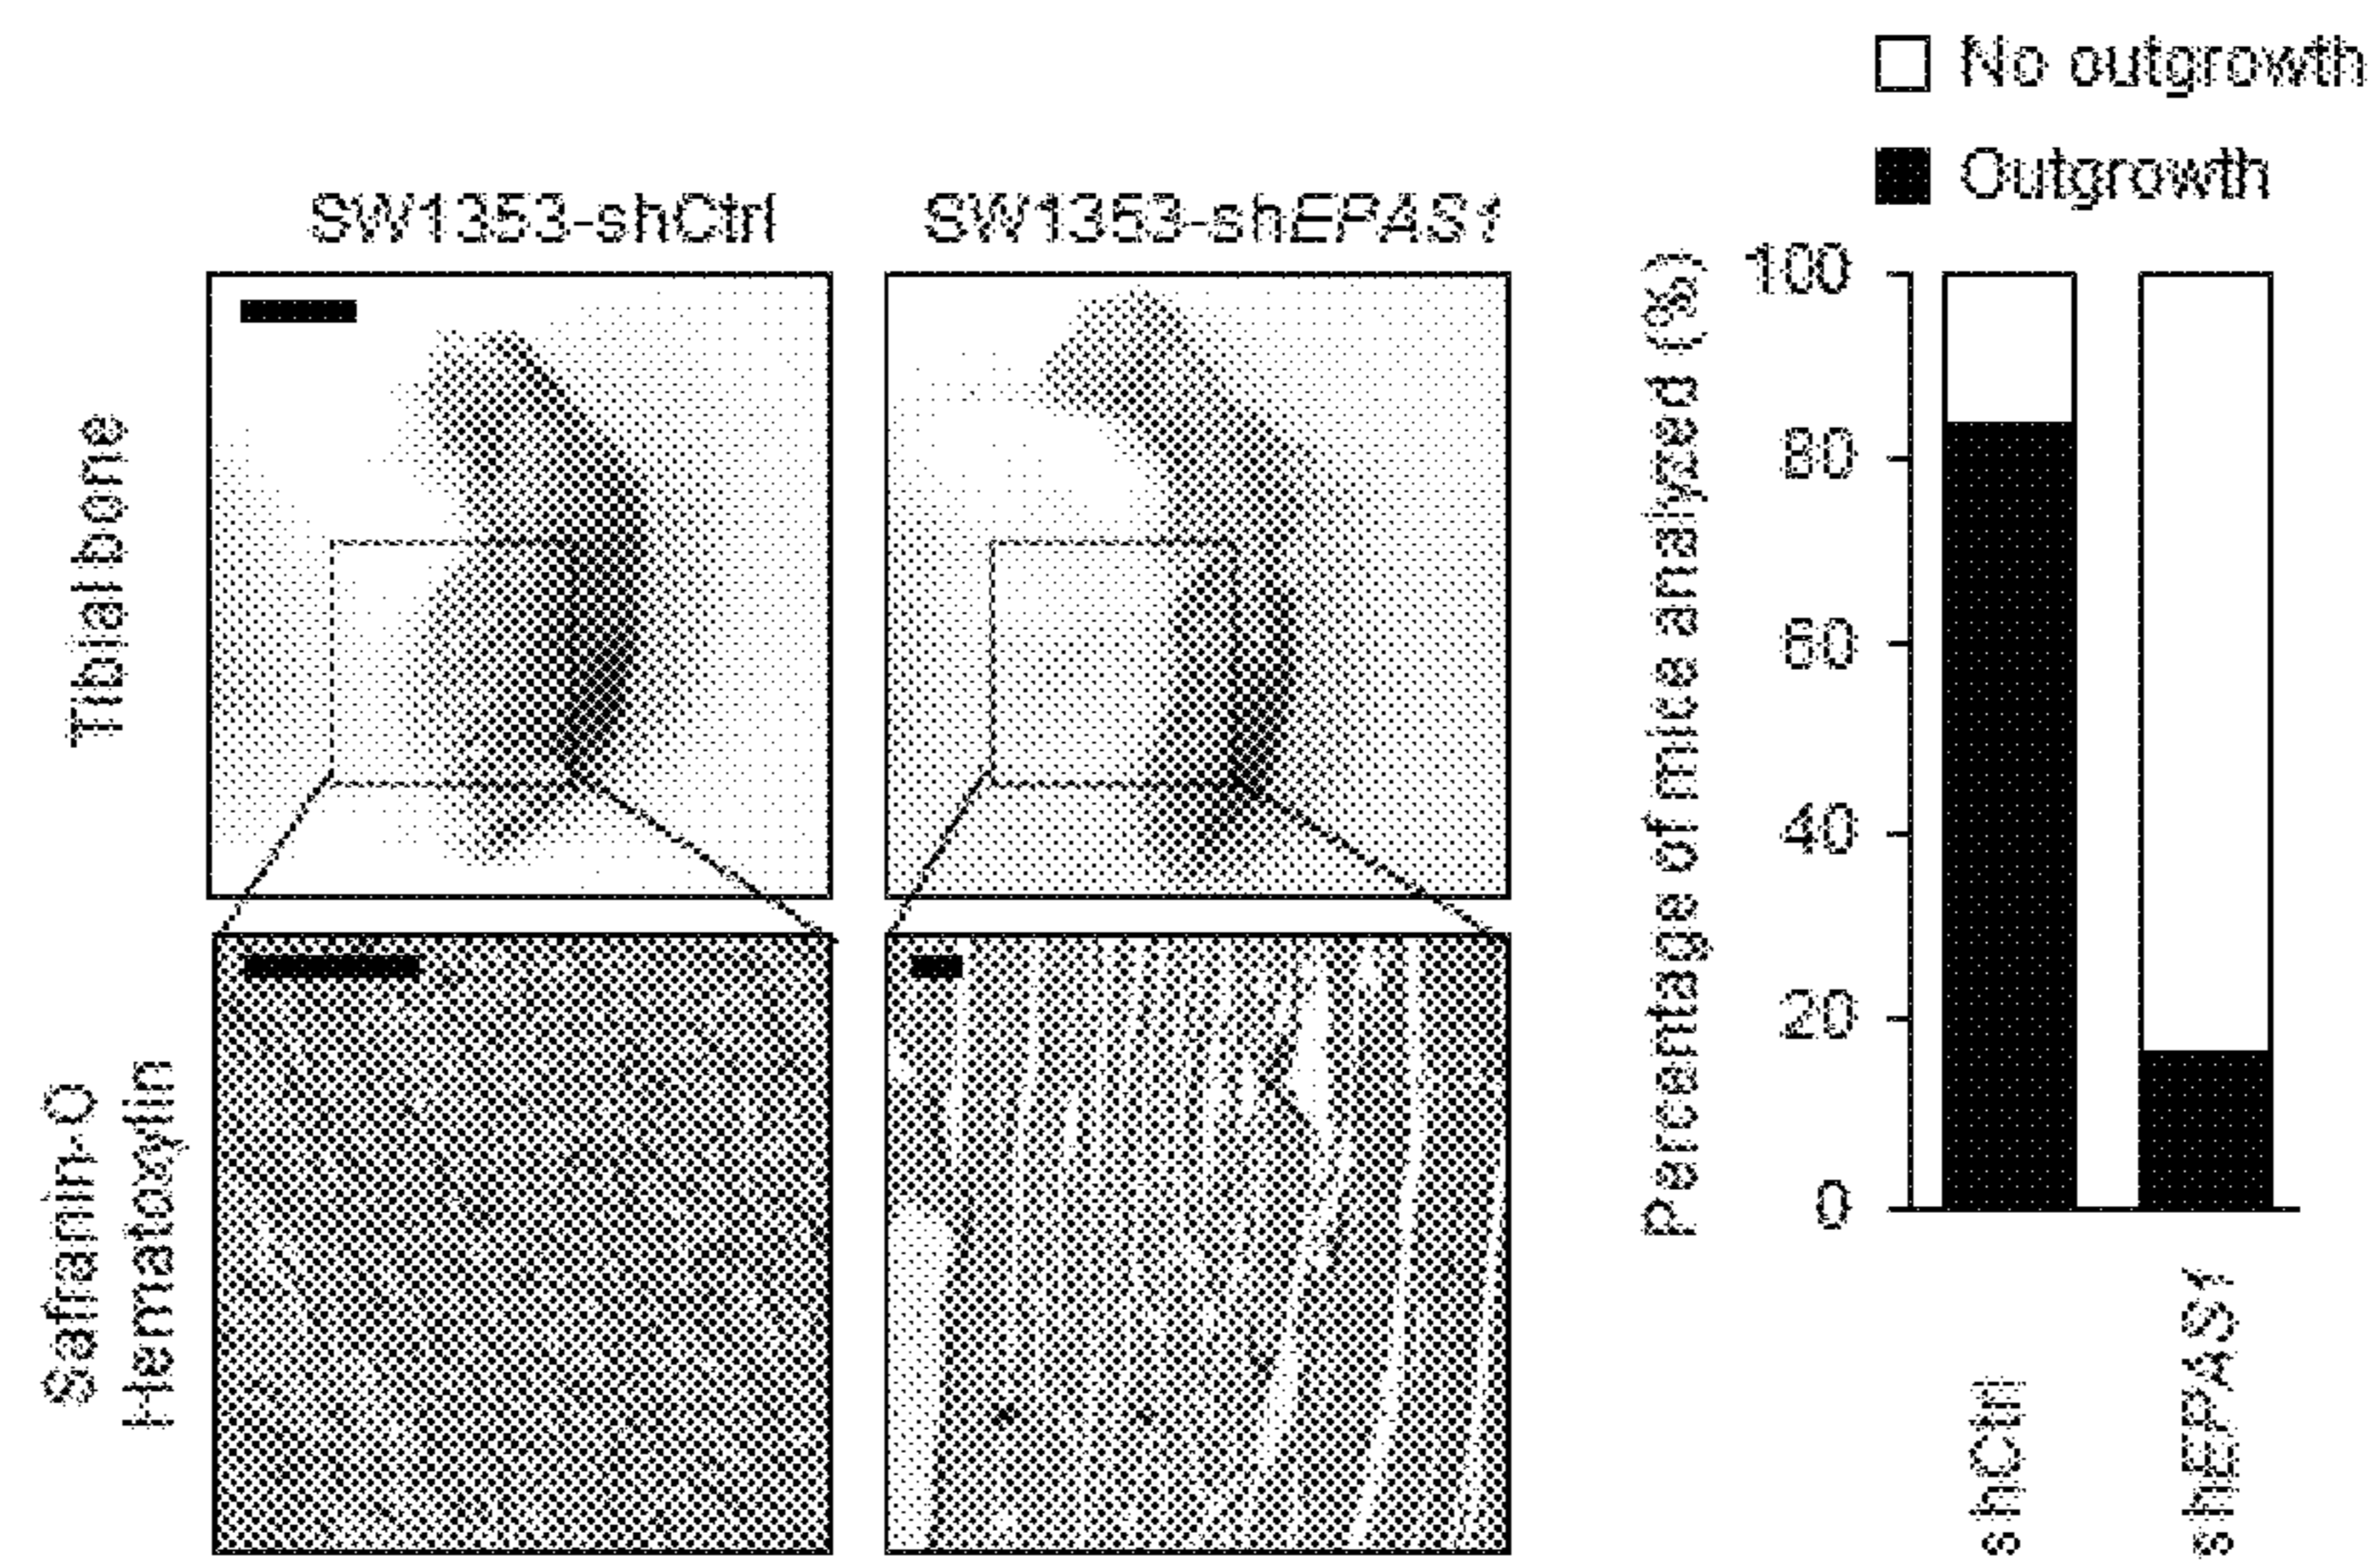 No outgrowth
Outgrowth
SW1353-shCtrl
SW1353-shEPAS1
Tibial bone
Safranin-O
Hematoxylin
Percentage of mice analyzed (%)
100
80
60
40
20
0
shCtrl
shEPAS1